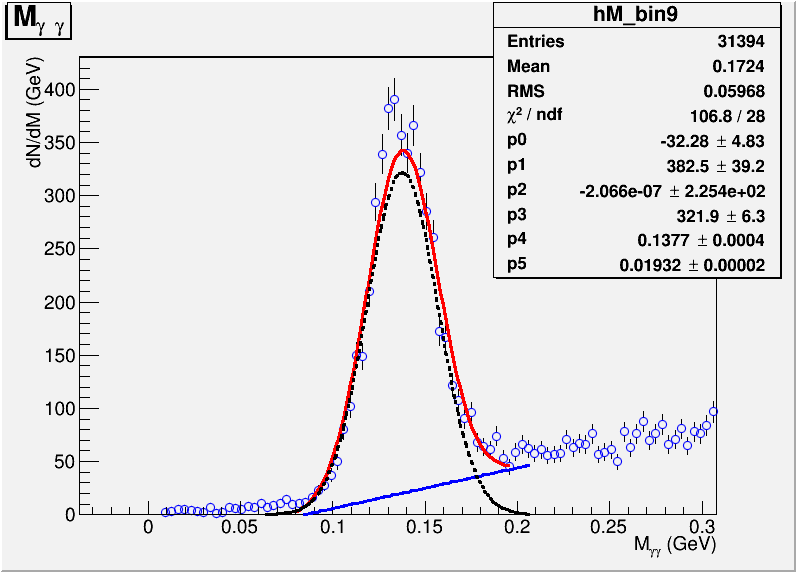 M γ γ
hM_bin9
Entries 31394
Mean 0.1724
RMS 0.05968
χ² / ndf 106.8 / 28
p0 -32.28 ± 4.83
p1 382.5 ± 39.2
p2 -2.066e-07 ± 2.254e+02
p3 321.9 ± 6.3
p4 0.1377 ± 0.0004
p5 0.01932 ± 0.00002
dN/dM (GeV)
400
350
300
250
200
150
100
50
0
0 0.05 0.1 0.15 0.2 0.25 0.3
Mγγ (GeV)